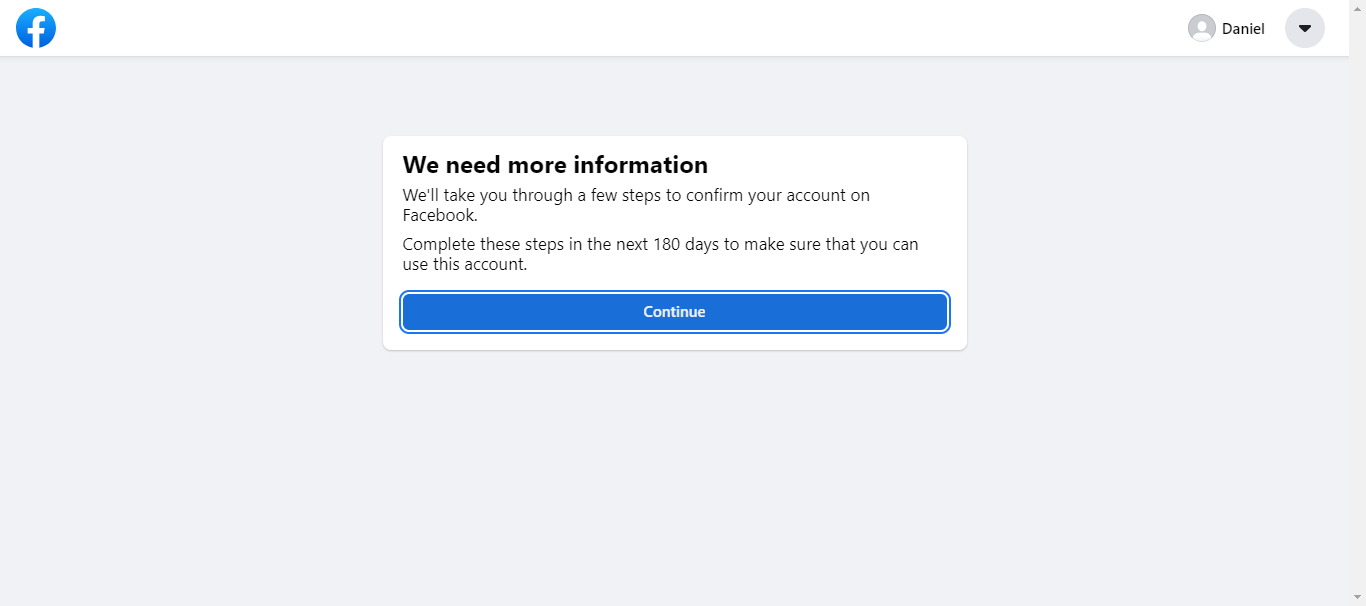 Daniel
We need more information
We'll take you through a few steps to confirm your account on
Facebook.
Complete these steps in the next 180 days to make sure that you can
use this account.
Continue